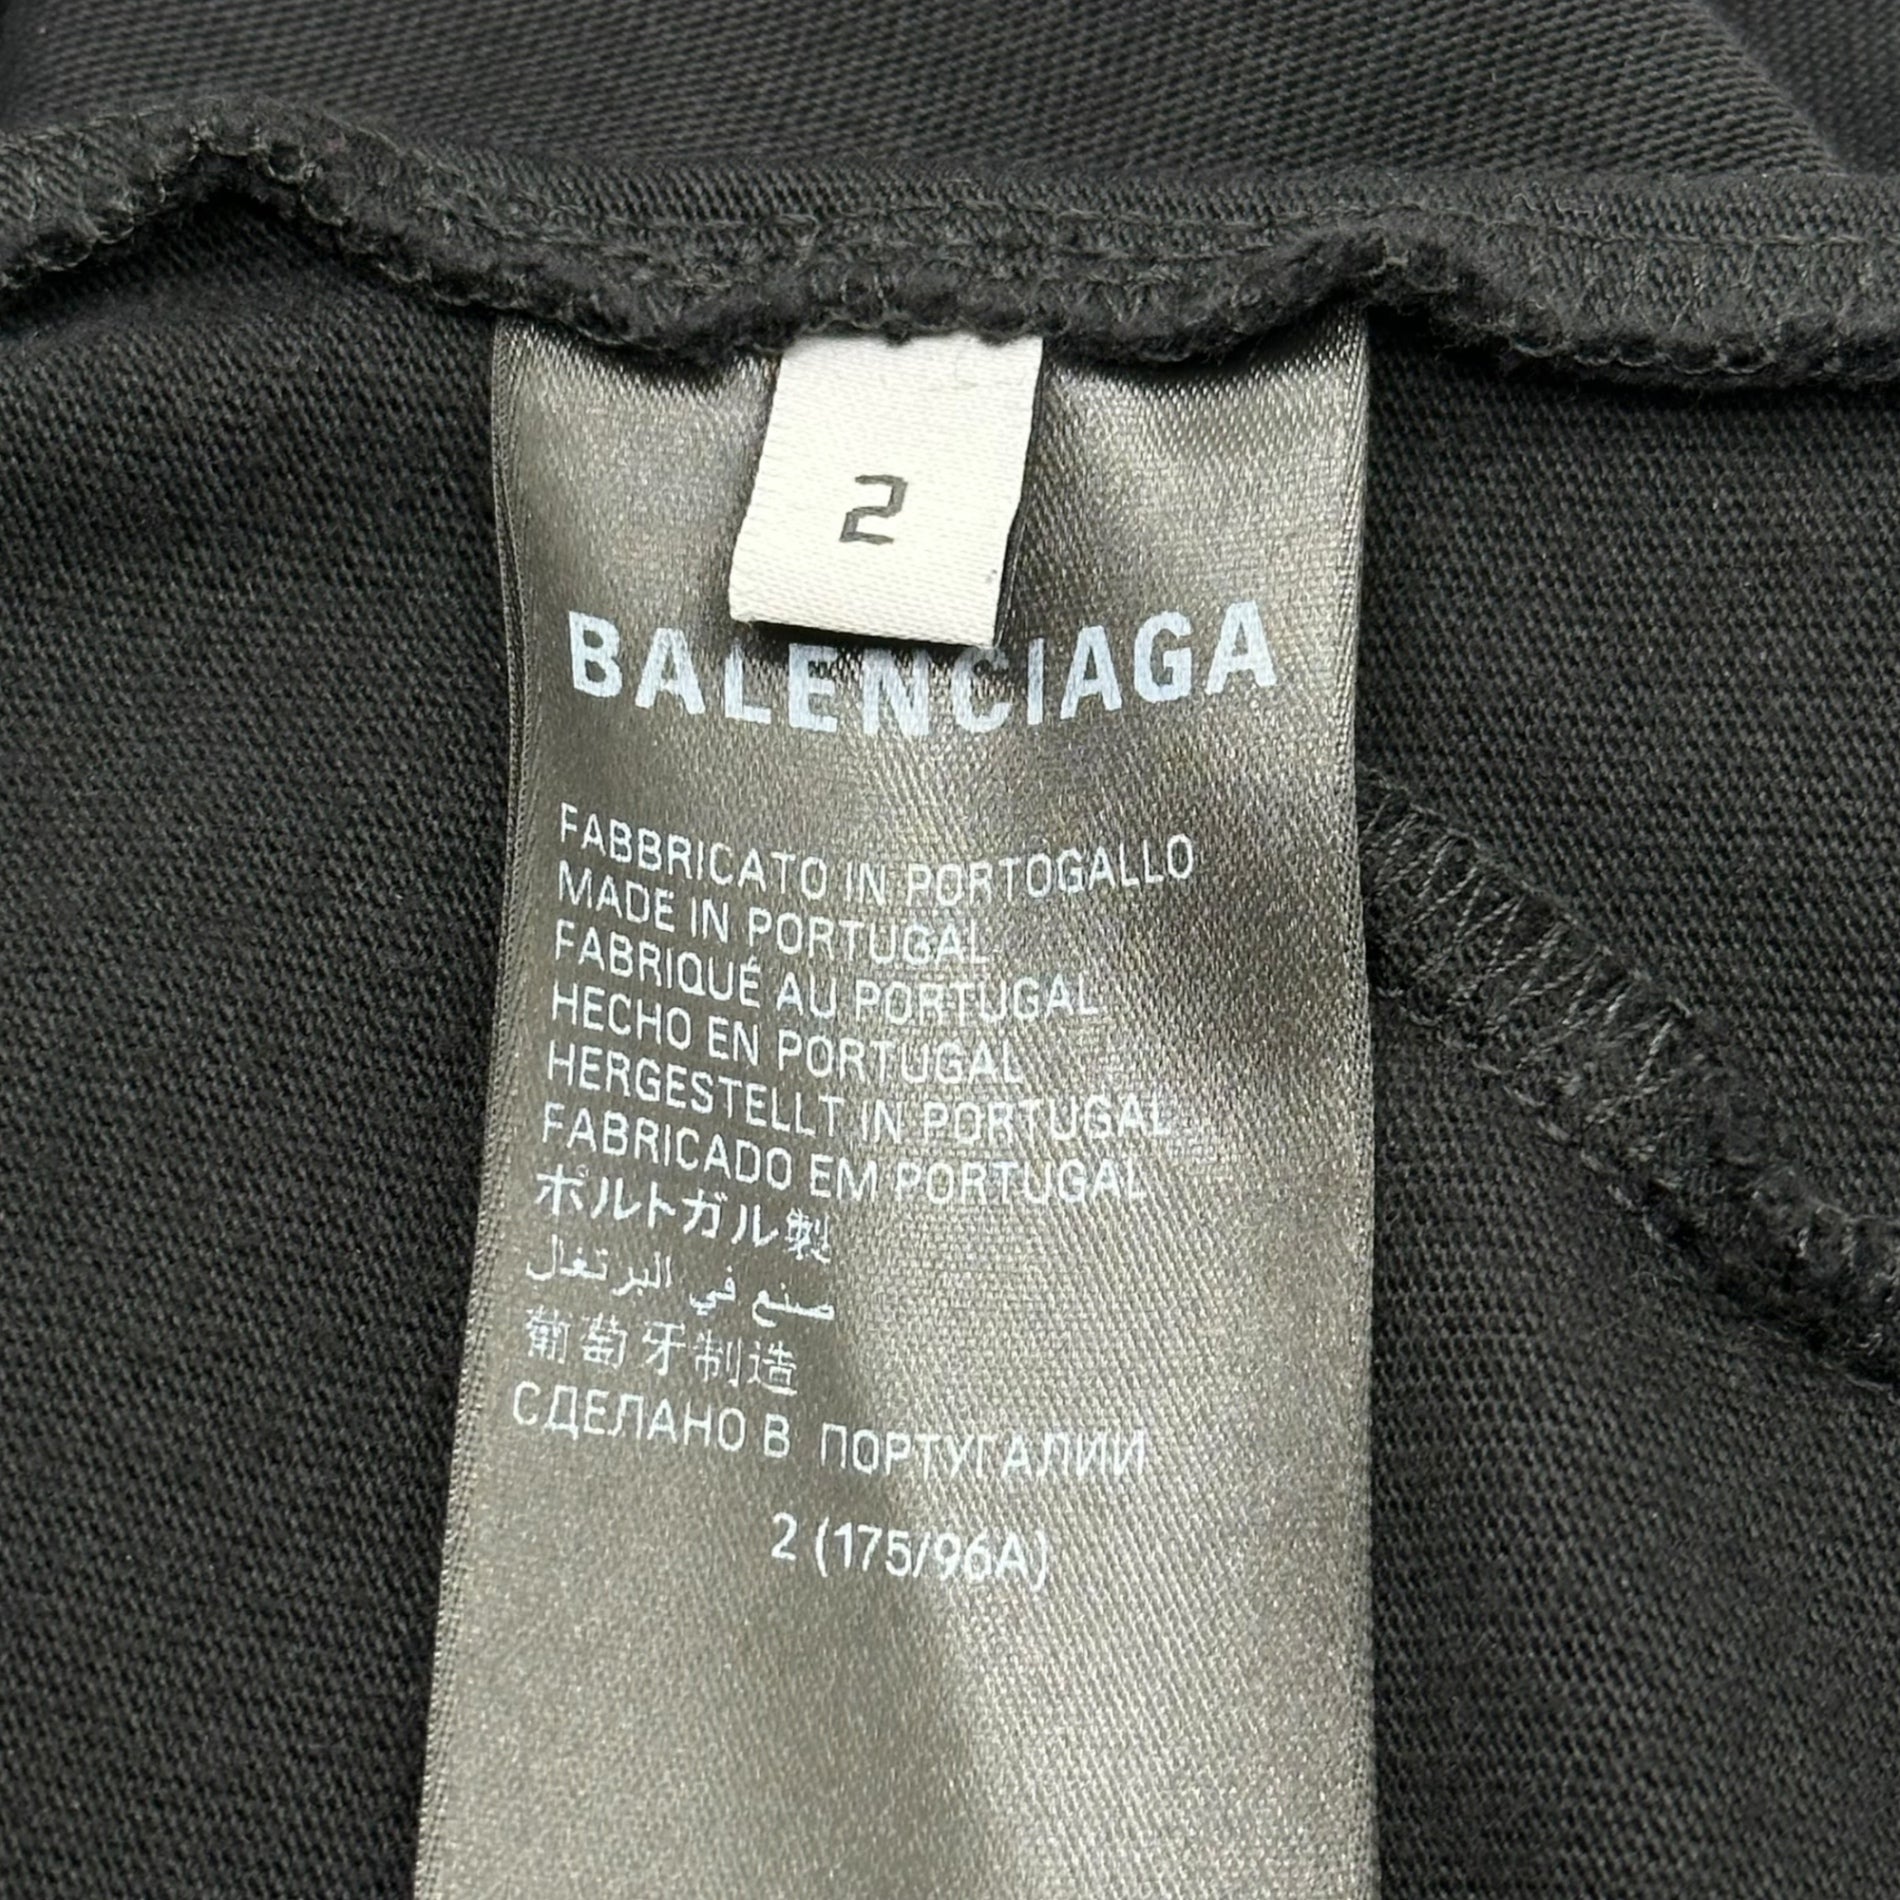 2
BALENCIAGA
FABBRICATO IN PORTOGALLO
MADE IN PORTUGAL
FABRIQUÉ AU PORTUGAL
HECHO EN PORTUGAL
HERGESTELLT IN PORTUGAL
FABRICADO EM PORTUGAL
ポルトガル製
صنع في البرتغال
葡萄牙制造
СДЕЛАНО В ПОРТУГАЛИИ
2 (175/96A)